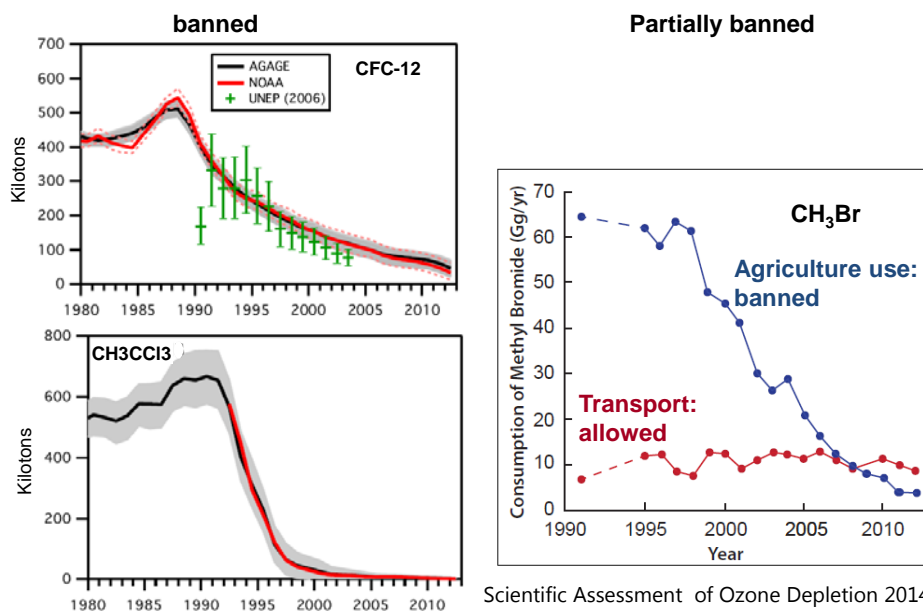 banned
Partially banned
700
600
500
400
300
200
100
0
Kilotons
AGAGE
NOAA
UNEP (2006)
CFC-12
1980 1985 1990 1995 2000 2005 2010
800
600
400
200
0
Kilotons
CH3CCl3
1980 1985 1990 1995 2000 2005 2010
70
60
50
40
30
20
10
0
Consumption of Methyl Bromide (Gg/yr)
CH₃Br
Agriculture use:
banned
Transport:
allowed
1990 1995 2000 2005 2010
Year
Scientific Assessment of Ozone Depletion 2014